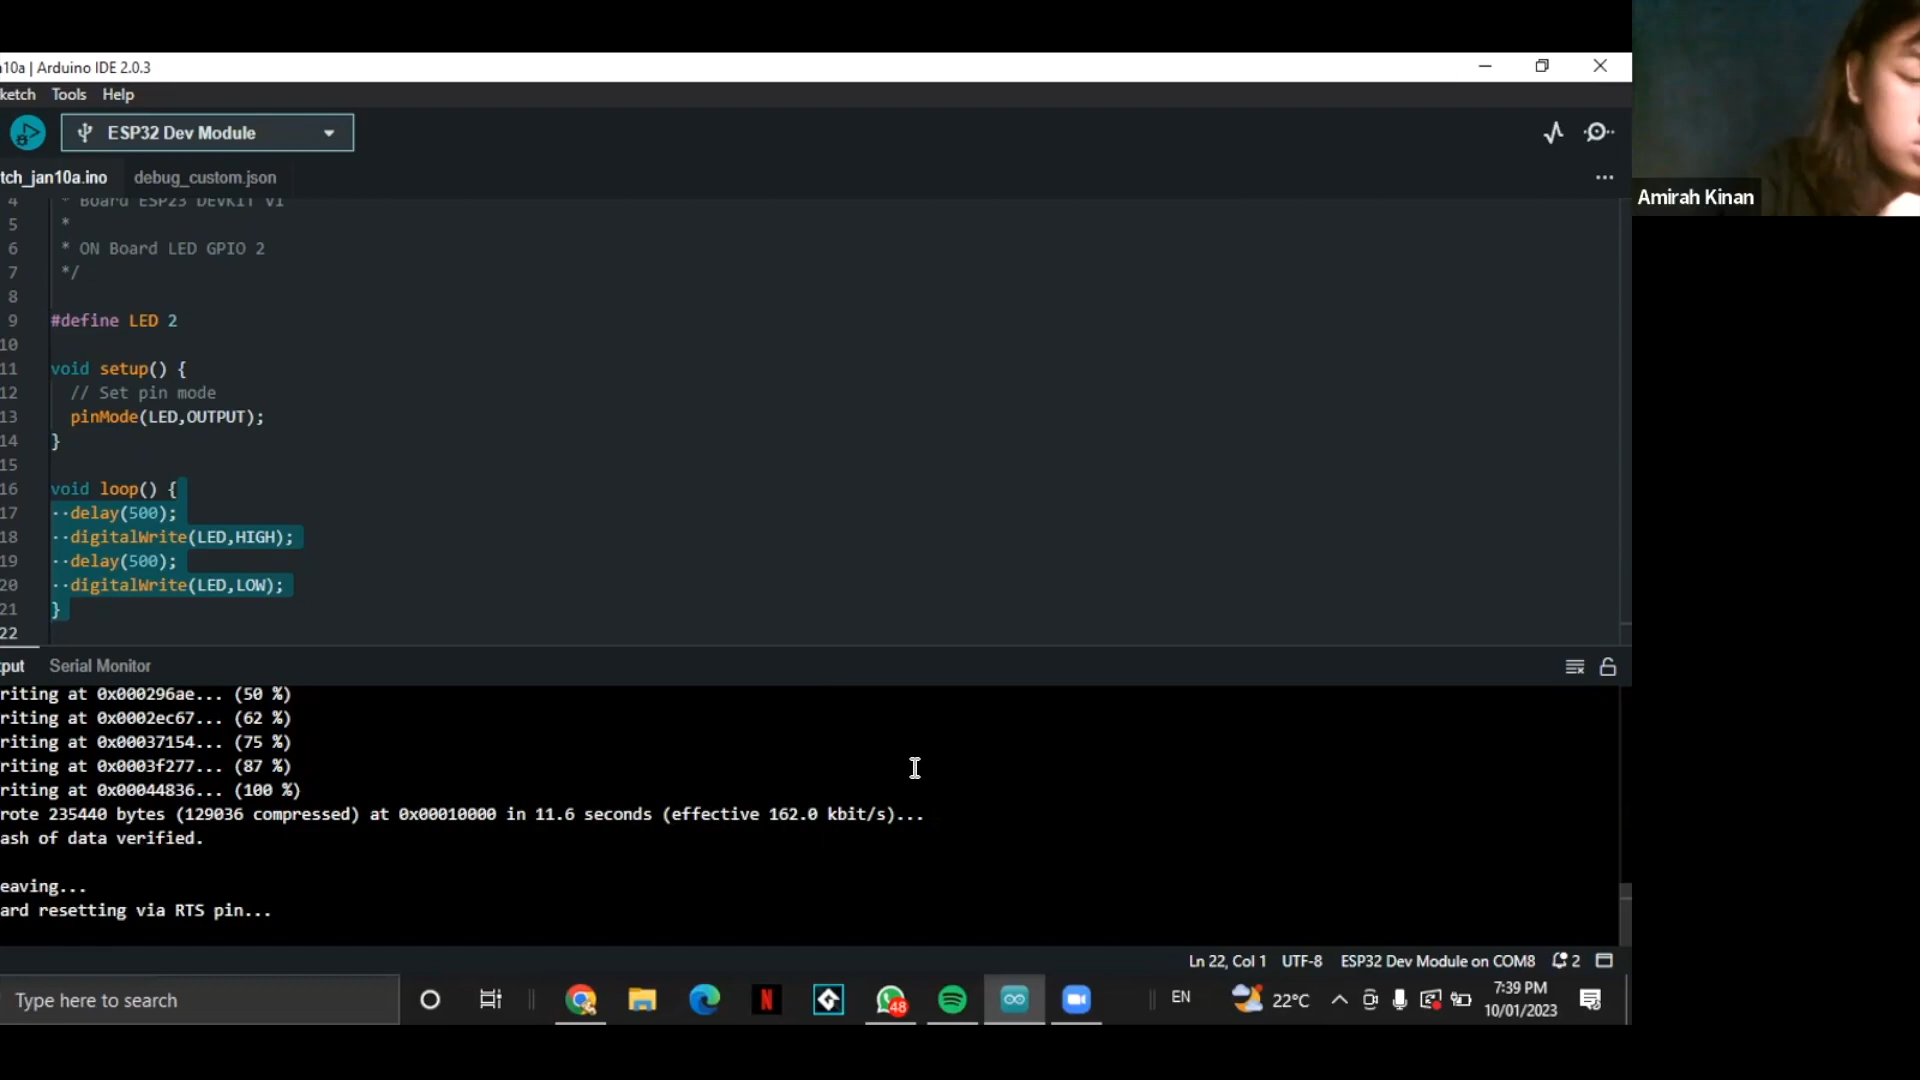 10a | Arduino IDE 2.0.3
ketch Tools Help
ESP32 Dev Module
tch_jan10a.ino debug_custom.json
4 * Board ESP23 DEVKIT V1
5 *
6 * ON Board LED GPIO 2
7 */
8
9 #define LED 2
10
11 void setup() {
12 // Set pin mode
13 pinMode(LED,OUTPUT);
14 }
15
16 void loop() {
17 ··delay(500);
18 ··digitalWrite(LED,HIGH);
19 ··delay(500);
20 ··digitalWrite(LED,LOW);
21 }
22
put Serial Monitor
riting at 0x000296ae... (50 %)
riting at 0x0002ec67... (62 %)
riting at 0x00037154... (75 %)
riting at 0x0003f277... (87 %)
riting at 0x00044836... (100 %)
rote 235440 bytes (129036 compressed) at 0x00010000 in 11.6 seconds (effective 162.0 kbit/s)...
ash of data verified.
eaving...
ard resetting via RTS pin...
Ln 22, Col 1 UTF-8 ESP32 Dev Module on COM8 2
Type here to search
N
48
EN
22°C
7:39 PM
10/01/2023
Amirah Kinan